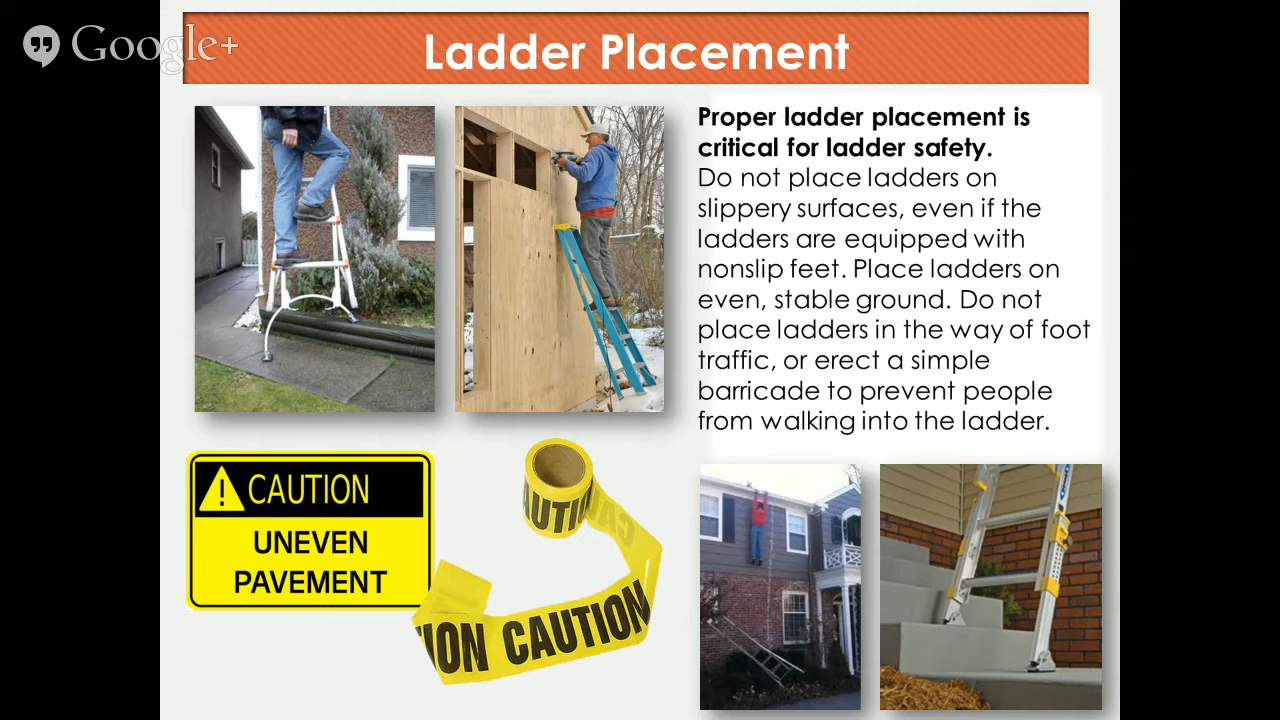 Google+
Ladder Placement
Proper ladder placement is
critical for ladder safety.
Do not place ladders on
slippery surfaces, even if the
ladders are equipped with
nonslip feet. Place ladders on
even, stable ground. Do not
place ladders in the way of foot
traffic, or erect a simple
barricade to prevent people
from walking into the ladder.
CAUTION
UNEVEN
PAVEMENT
AUTI
CAU
ION CAUTION